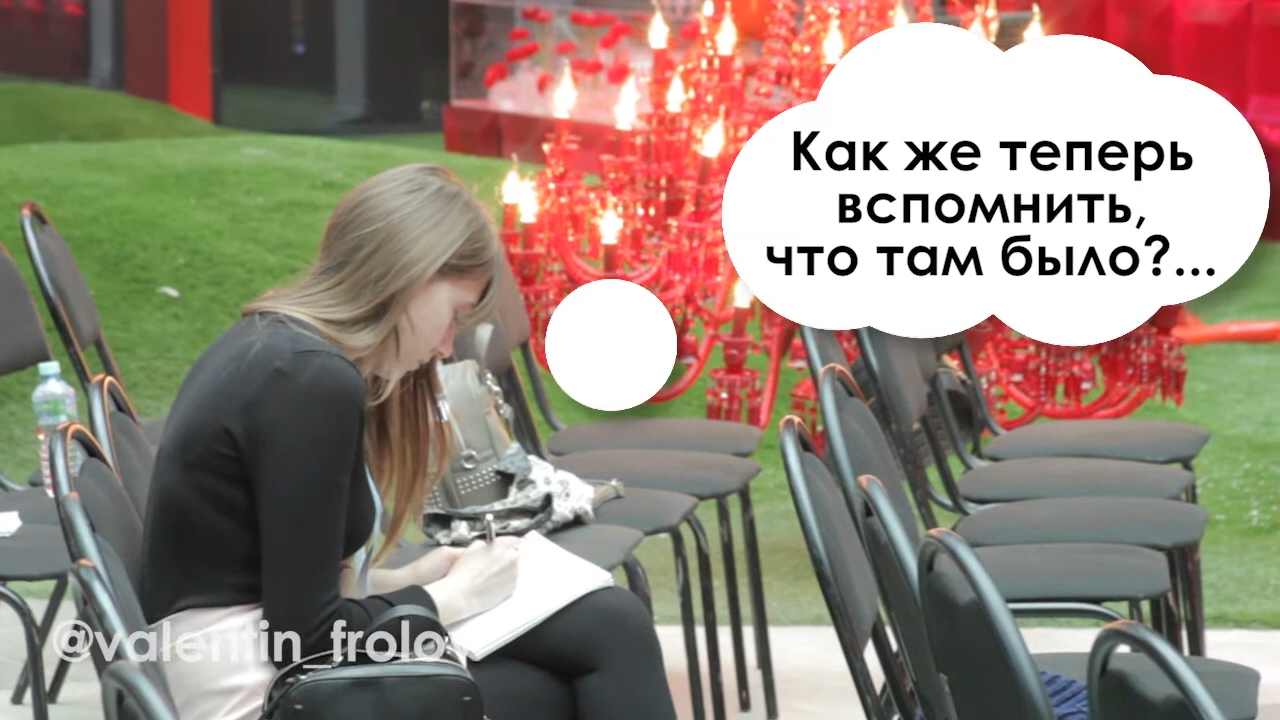 Как же теперь
вспомнить,
что там было?...
@valentin_frolov